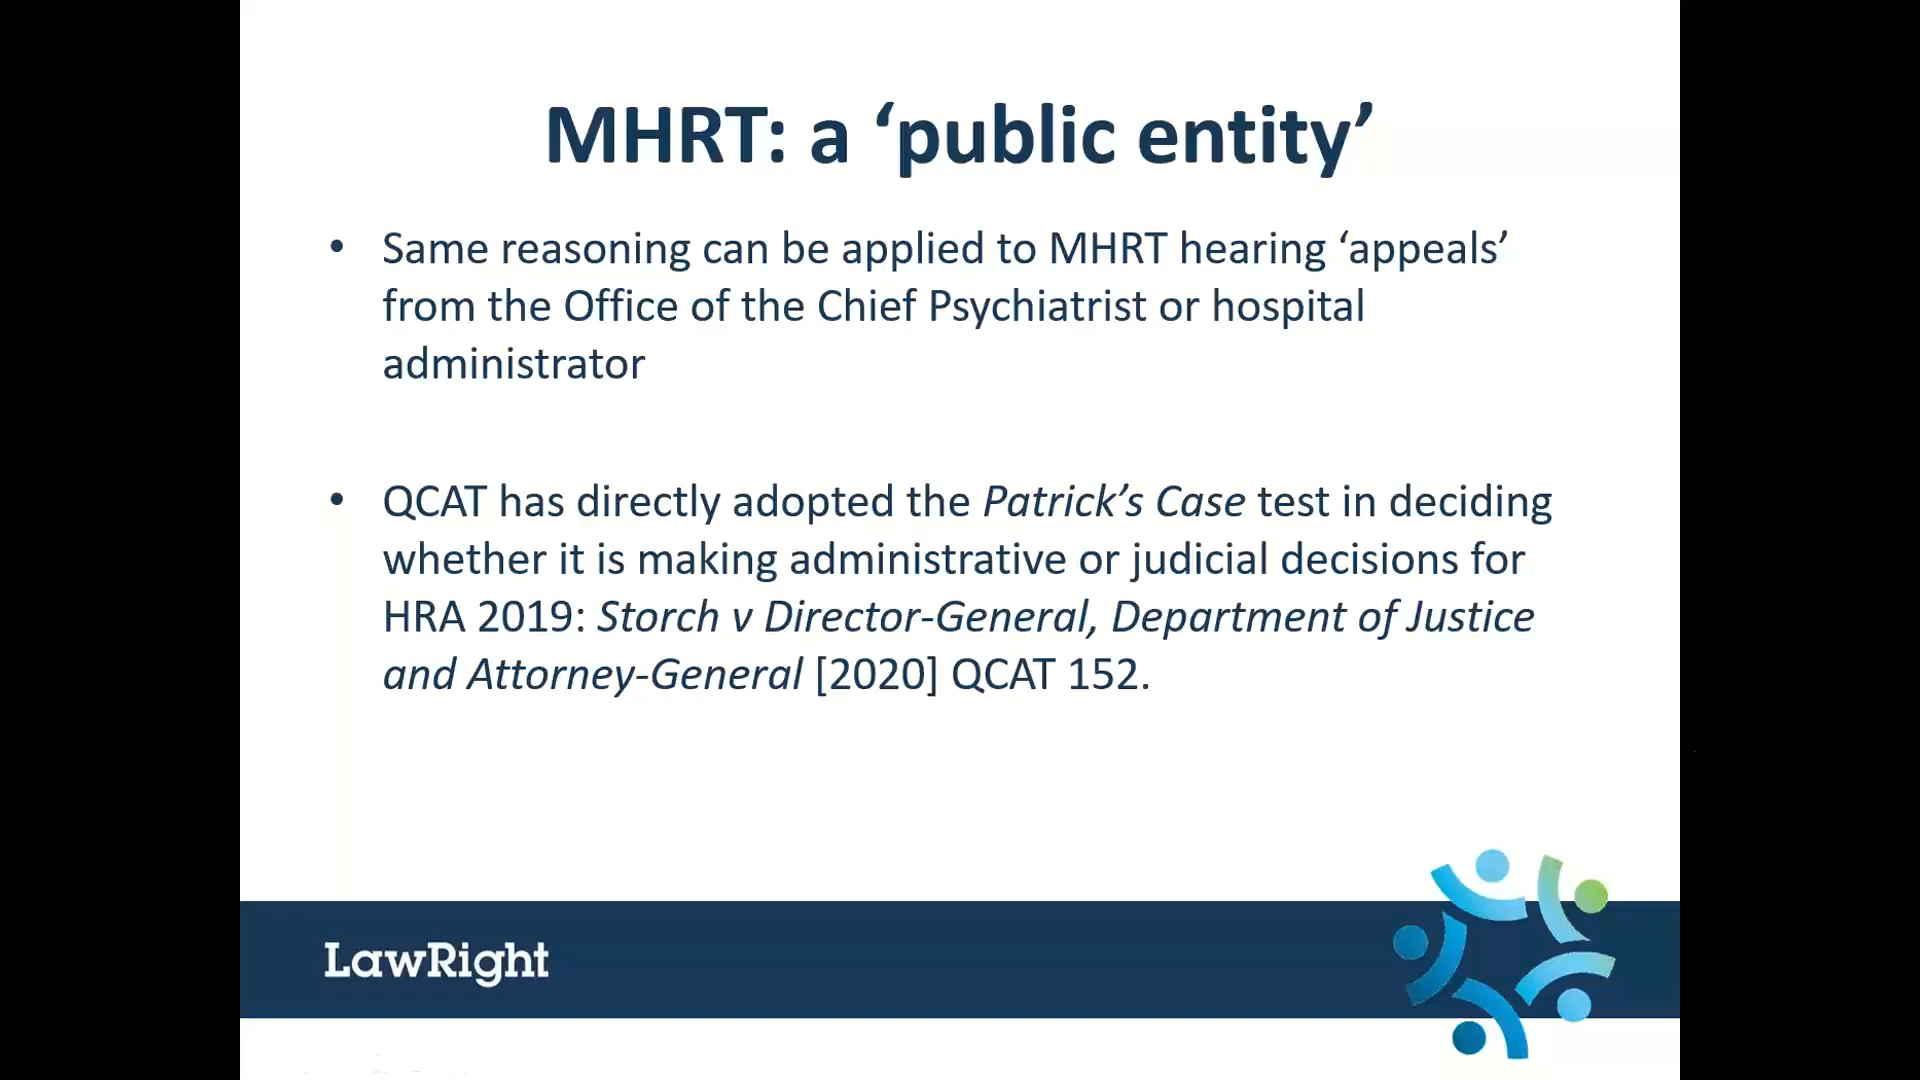 MHRT: a ‘public entity’
• Same reasoning can be applied to MHRT hearing ‘appeals’
from the Office of the Chief Psychiatrist or hospital
administrator
• QCAT has directly adopted the Patrick’s Case test in deciding
whether it is making administrative or judicial decisions for
HRA 2019: Storch v Director-General, Department of Justice
and Attorney-General [2020] QCAT 152.
LawRight